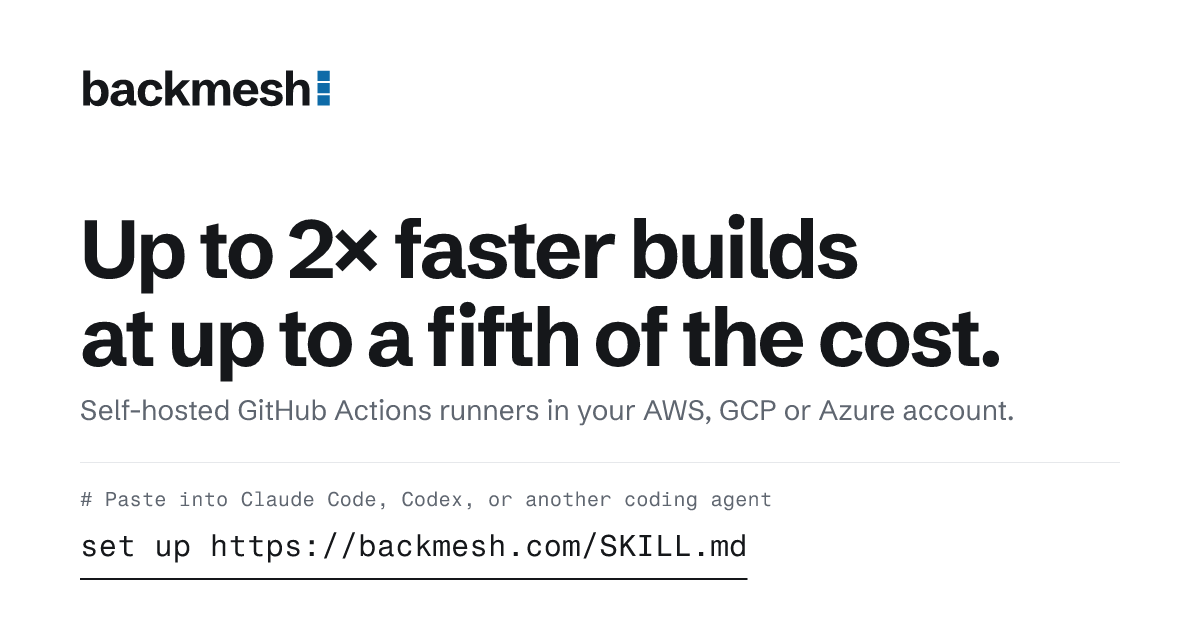 backmesh
Up to 2× faster builds
at up to a fifth of the cost.
Self-hosted GitHub Actions runners in your AWS, GCP or Azure account.
# Paste into Claude Code, Codex, or another coding agent
set up https://backmesh.com/SKILL.md